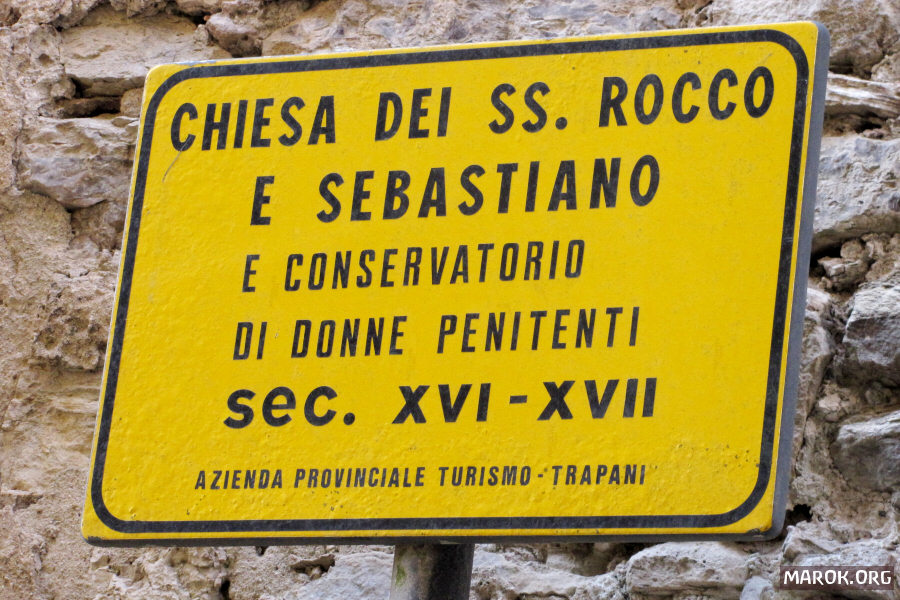 CHIESA DEI SS. ROCCO
E SEBASTIANO
E CONSERVATORIO
DI DONNE PENITENTI
sec. XVI-XVII
AZIENDA PROVINCIALE TURISMO-TRAPANI
MAROK.ORG